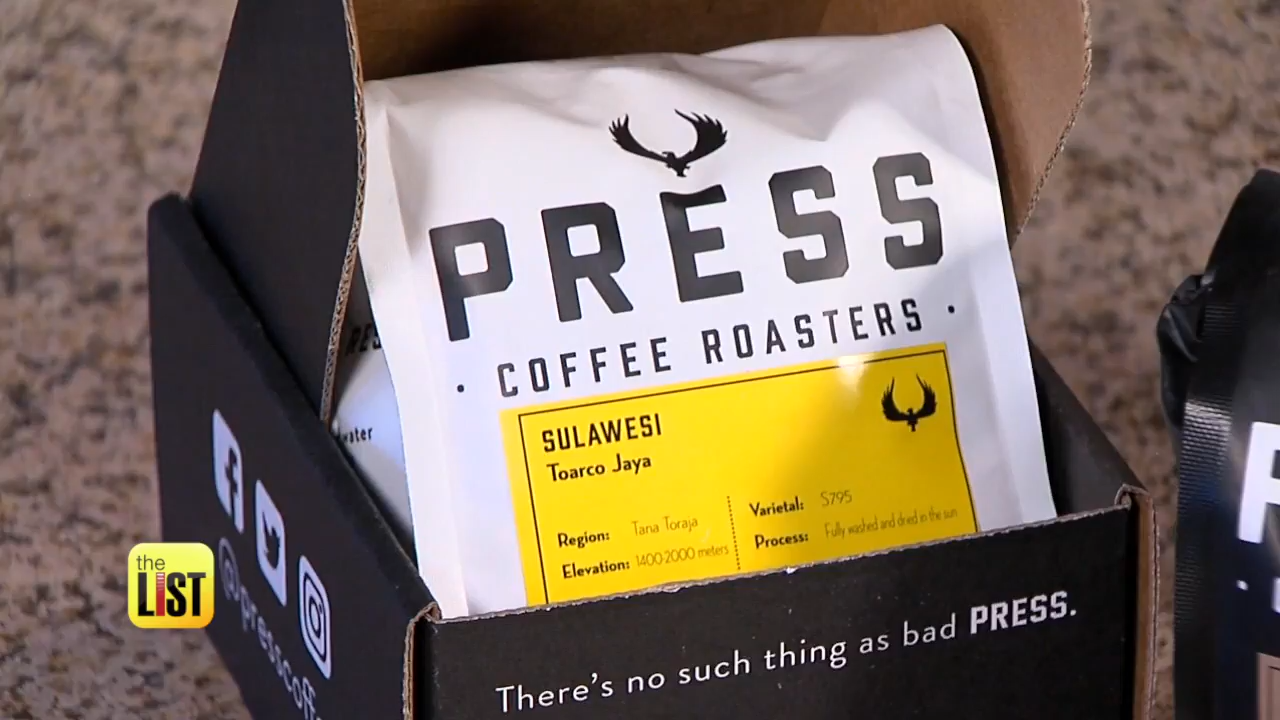 PRESS
· COFFEE ROASTERS ·
SULAWESI
Toarco Jaya
Region: Tana Toraja
Elevation: 1400-2000 meters
Varietal: S795
Process: Fully washed and dried in the sun
There's no such thing as bad PRESS.
water
the
LIST